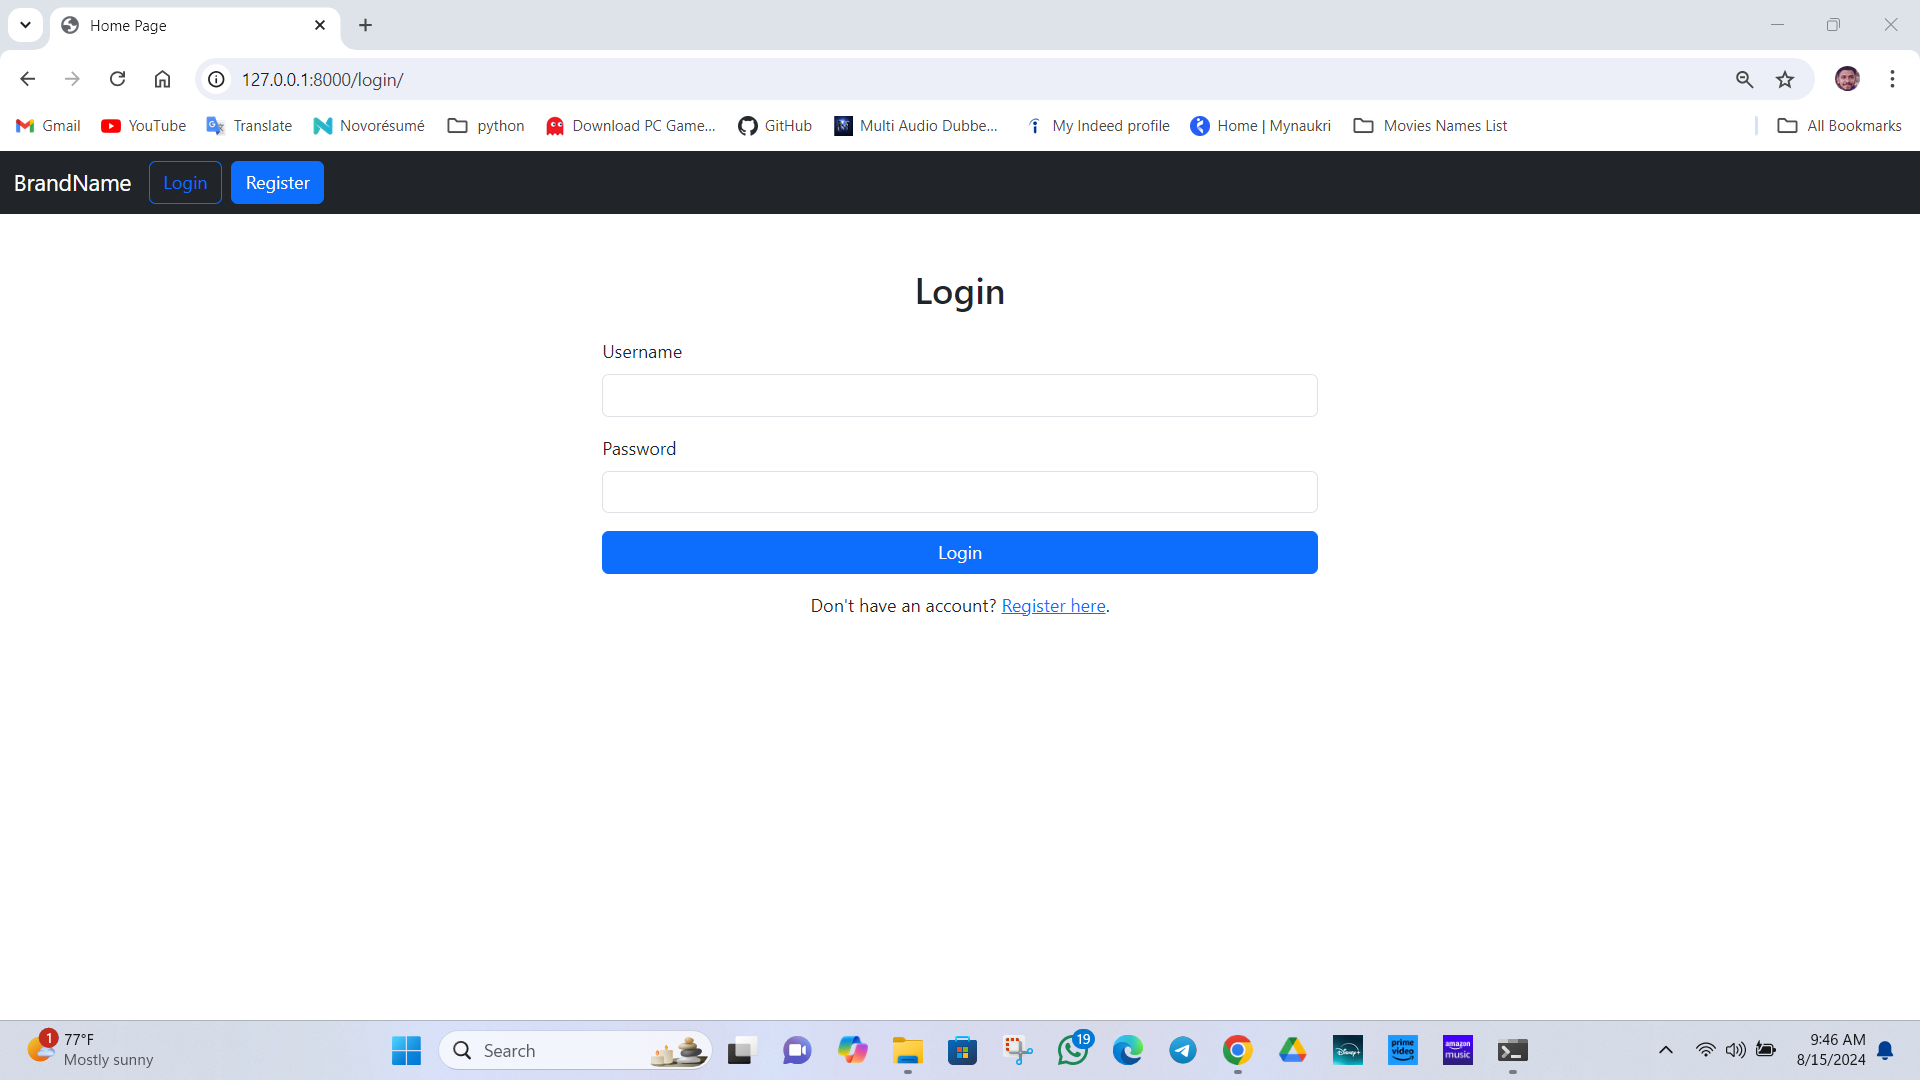 Home Page
127.0.0.1:8000/login/
Gmail YouTube Translate Novorésumé python Download PC Game... GitHub Multi Audio Dubbe... My Indeed profile Home | Mynaukri Movies Names List All Bookmarks
BrandName Login Register
Login
Username
Password
Login
Don't have an account? Register here.
1 77°F
Mostly sunny
Search
19
Disney+
prime video
amazon music
9:46 AM
8/15/2024